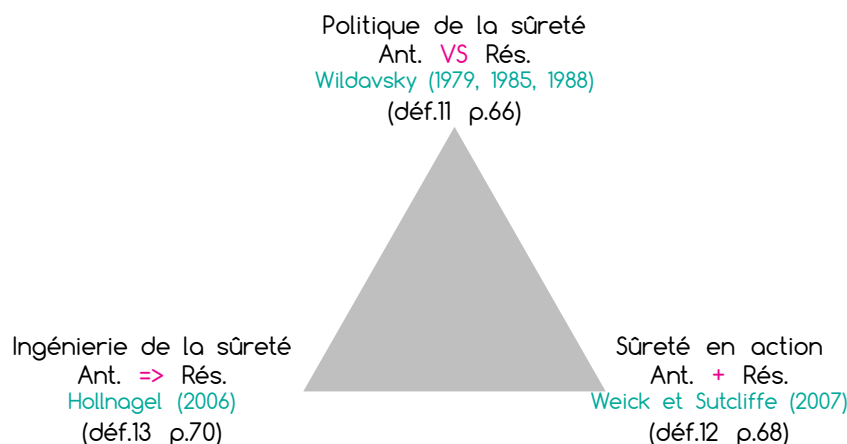 Politique de la sûreté
Ant. VS Rés.
Wildavsky (1979, 1985, 1988)
(déf.11 p.66)
Ingénierie de la sûreté
Ant. => Rés.
Hollnagel (2006)
(déf.13 p.70)
Sûreté en action
Ant. + Rés.
Weick et Sutcliffe (2007)
(déf.12 p.68)